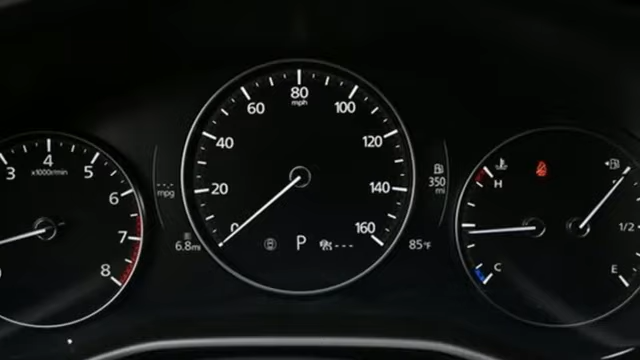 3 4 5 6 7 8
x1000r/min
--- mpg
6.8mi
0 20 40 60 80 100 120 140 160
mph
P
---
350 mi
85°F
H
C
1/2
E